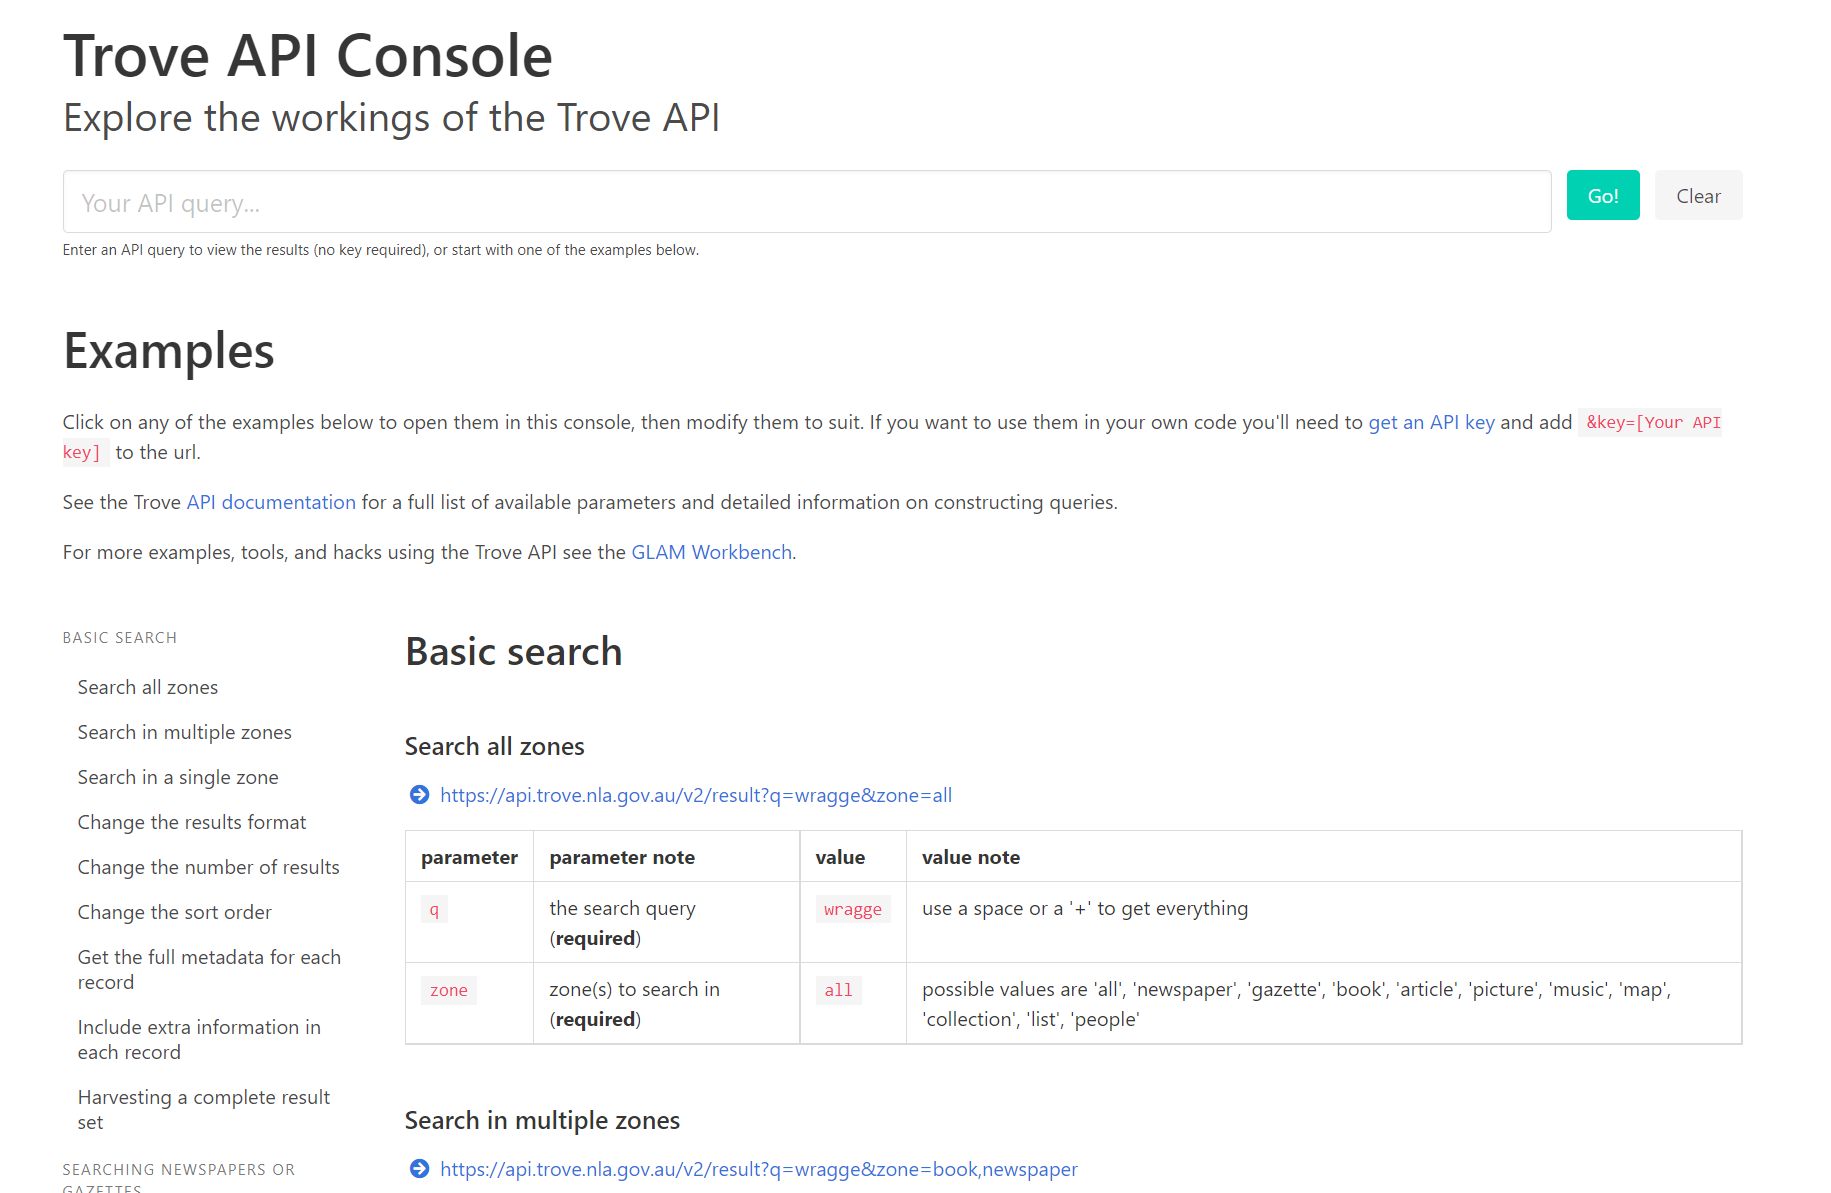 Trove API Console
Explore the workings of the Trove API
Your API query...
Go!
Clear
Enter an API query to view the results (no key required), or start with one of the examples below.
Examples
Click on any of the examples below to open them in this console, then modify them to suit. If you want to use them in your own code you'll need to get an API key and add &key=[Your API
key] to the url.
See the Trove API documentation for a full list of available parameters and detailed information on constructing queries.
For more examples, tools, and hacks using the Trove API see the GLAM Workbench.
BASIC SEARCH
Search all zones
Search in multiple zones
Search in a single zone
Change the results format
Change the number of results
Change the sort order
Get the full metadata for each
record
Include extra information in
each record
Harvesting a complete result
set
SEARCHING NEWSPAPERS OR
GAZETTES
Basic search
Search all zones
https://api.trove.nla.gov.au/v2/result?q=wragge&zone=all
parameter parameter note value value note
q the search query wragge use a space or a '+' to get everything
(required)
zone zone(s) to search in all possible values are 'all', 'newspaper', 'gazette', 'book', 'article', 'picture', 'music', 'map',
(required) 'collection', 'list', 'people'
Search in multiple zones
https://api.trove.nla.gov.au/v2/result?q=wragge&zone=book,newspaper